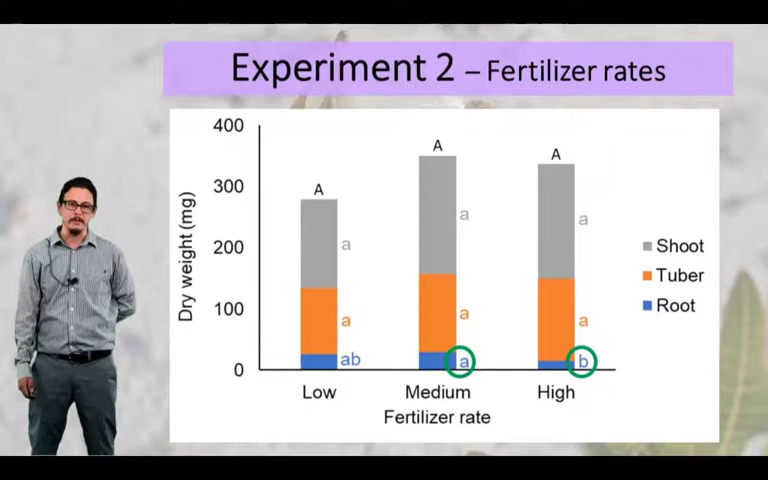 Experiment 2 – Fertilizer rates
400
300
200
100
0
Dry weight (mg)
A
A
A
a
a
a
a
a
a
ab
a
b
Shoot
Tuber
Root
Low
Medium
High
Fertilizer rate